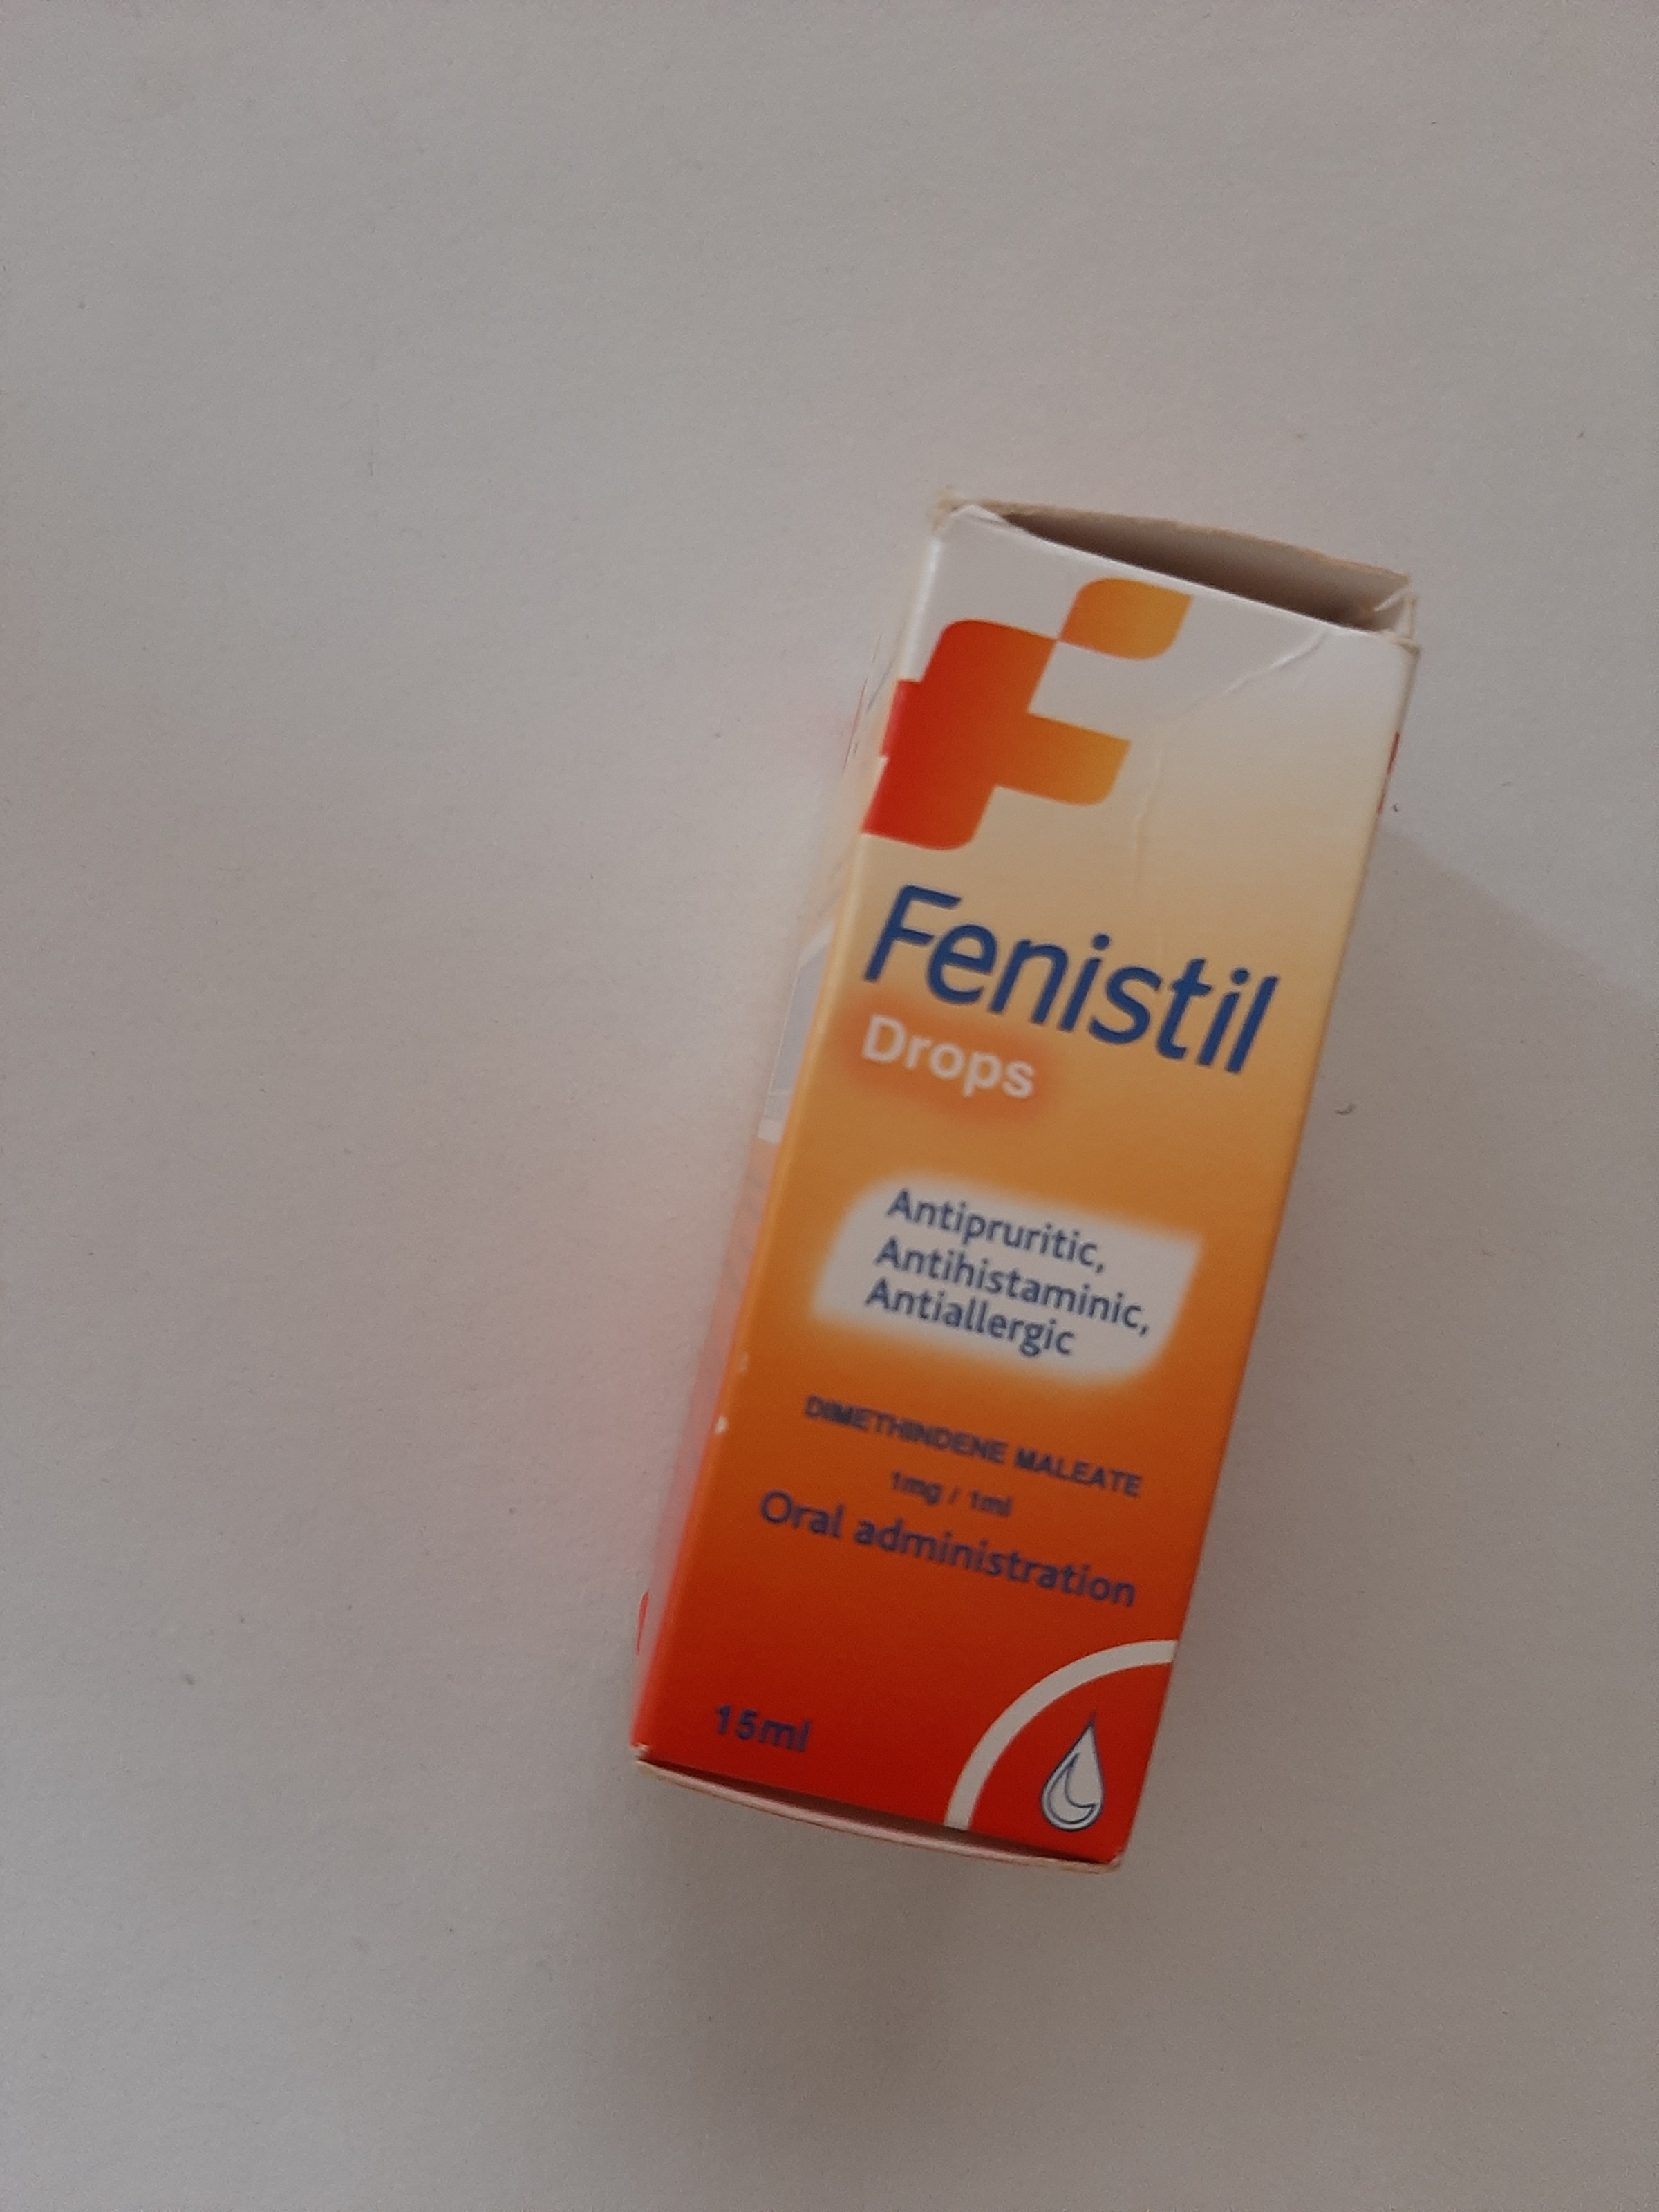 Fenistil
Drops
Antipruritic,
Antihistaminic,
Antiallergic
DIMETHINDENE MALEATE
1mg / 1ml
Oral administration
15ml